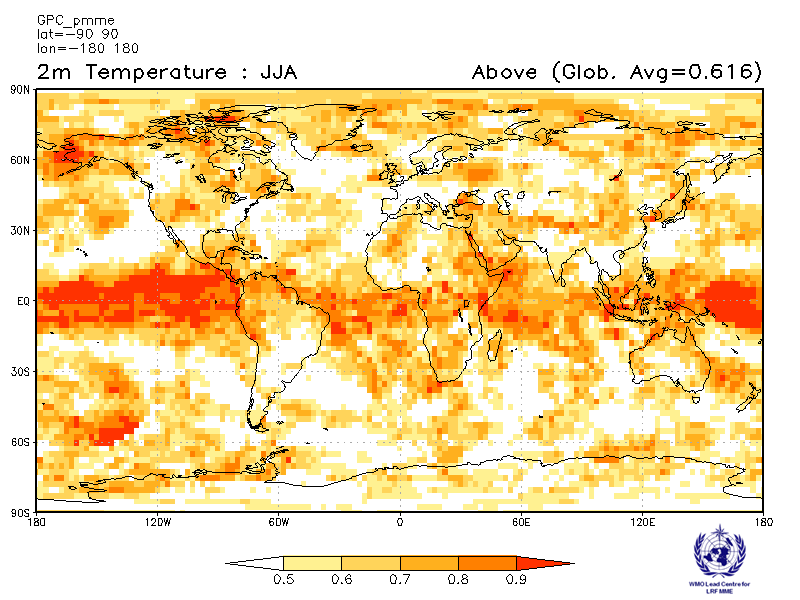 GPC_pmme
lat=-90 90
lon=-180 180
2m Temperature : JJA
Above (Glob. Avg=0.616)
90N
60N
30N
EQ
30S
60S
90S
180 120W 60W 0 60E 120E 180
0.5 0.6 0.7 0.8 0.9
WMO Lead Centre for
LRF MME